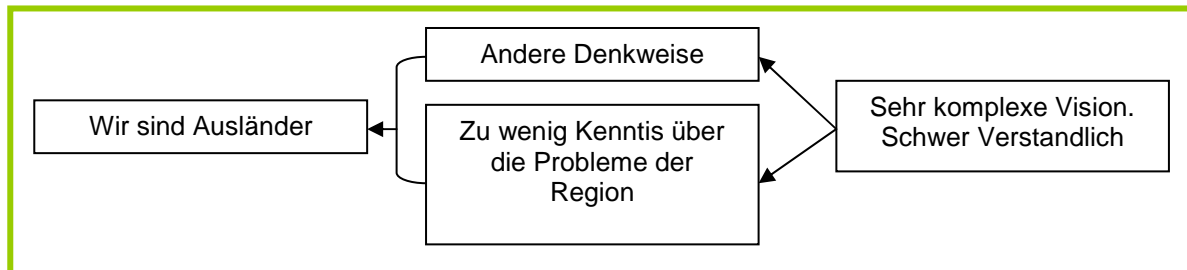 Wir sind Ausländer
Andere Denkweise
Zu wenig Kenntis über
die Probleme der
Region
Sehr komplexe Vision.
Schwer Verstandlich